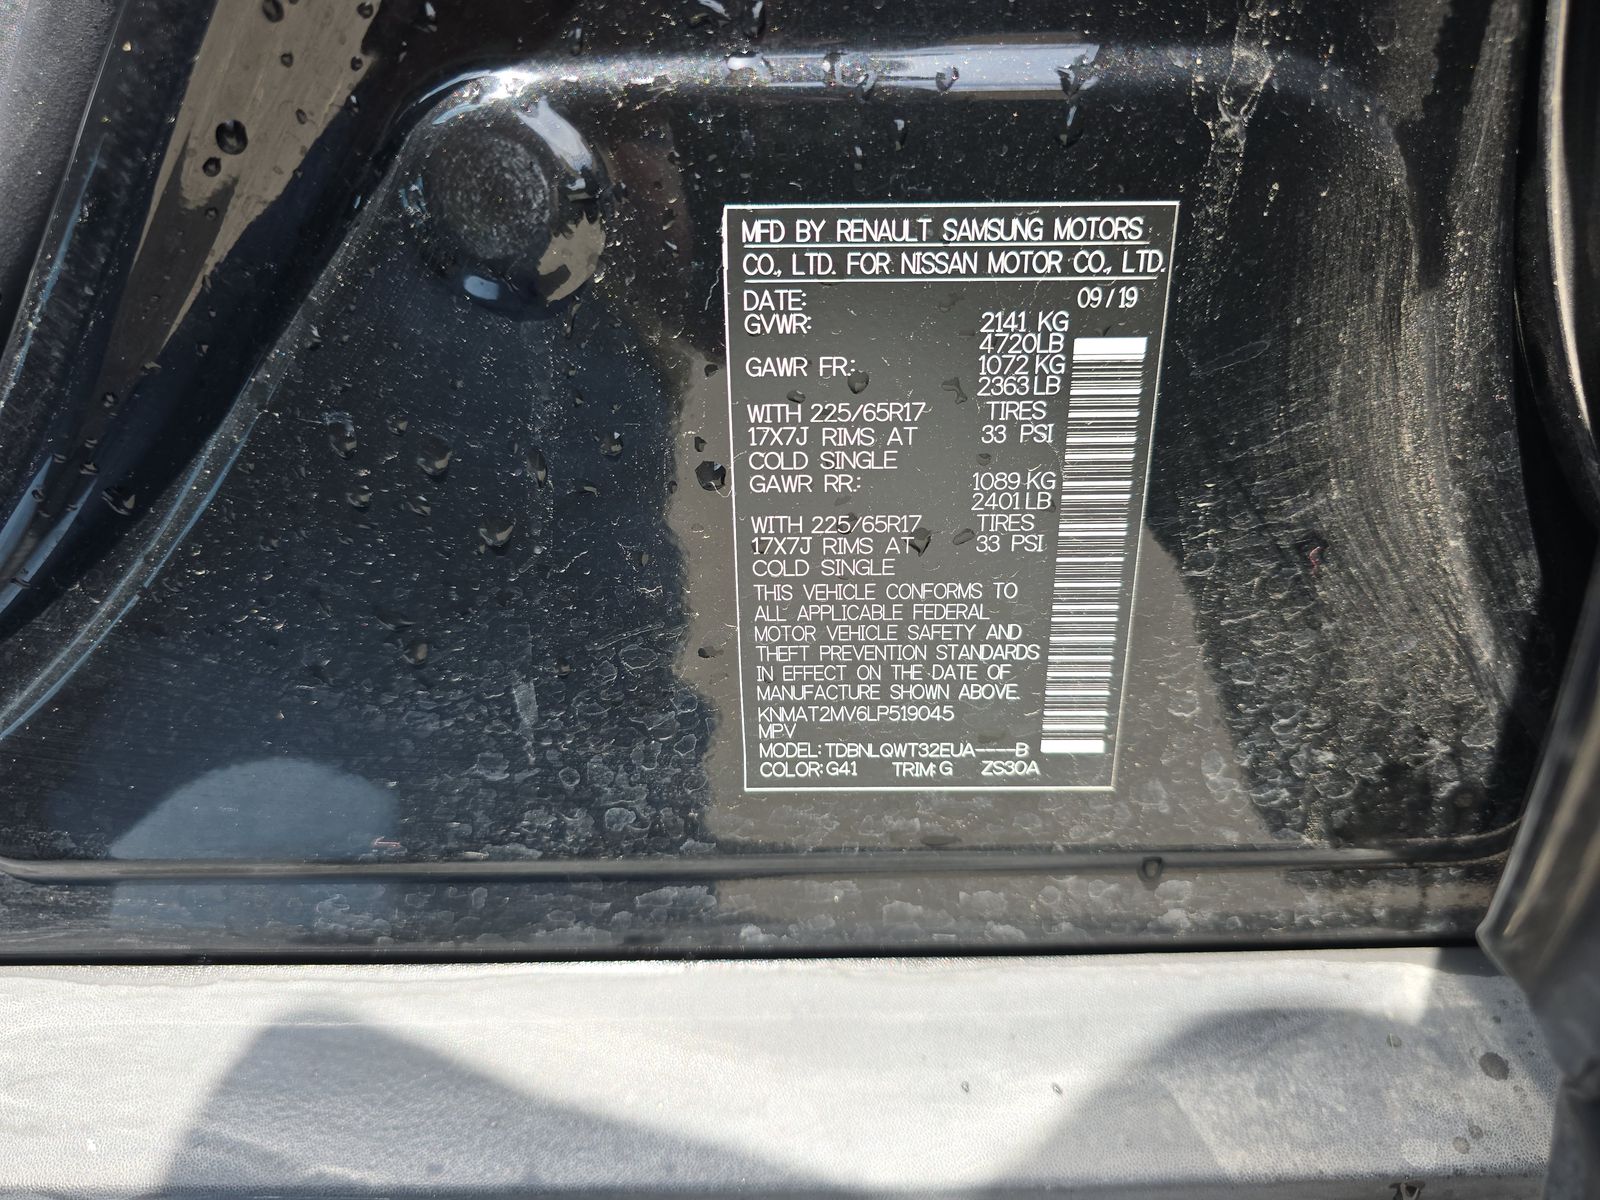 MFD BY RENAULT SAMSUNG MOTORS
CO., LTD. FOR NISSAN MOTOR CO., LTD.
DATE: 09/19
GVWR: 2141 KG
4720LB
GAWR FR.: 1072 KG
2363 LB
WITH 225/65R17 TIRES
17X7J RIMS AT 33 PSI
COLD SINGLE
GAWR RR.: 1089 KG
2401 LB
WITH 225/65R17 TIRES
17X7J RIMS AT 33 PSI
COLD SINGLE
THIS VEHICLE CONFORMS TO
ALL APPLICABLE FEDERAL
MOTOR VEHICLE SAFETY AND
THEFT PREVENTION STANDARDS
IN EFFECT ON THE DATE OF
MANUFACTURE SHOWN ABOVE.
KNMAT2MV6LP519045
MPV
MODEL: TDBNLQWT32EUA----B
COLOR: G41 TRIM: G ZS30A